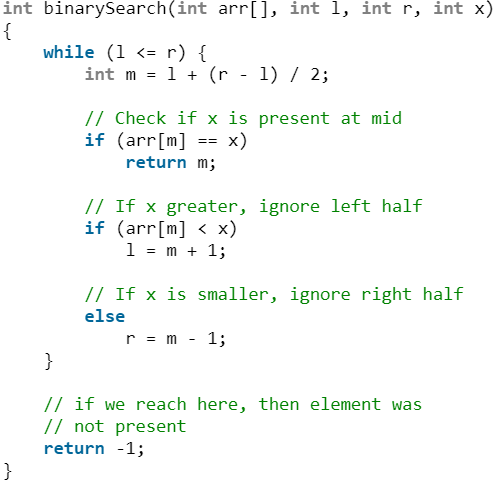 int binarySearch(int arr[], int l, int r, int x)
{
    while (l <= r) {
        int m = l + (r - l) / 2;

        // Check if x is present at mid
        if (arr[m] == x)
            return m;

        // If x greater, ignore left half
        if (arr[m] < x)
            l = m + 1;

        // If x is smaller, ignore right half
        else
            r = m - 1;
    }

    // if we reach here, then element was
    // not present
    return -1;
}